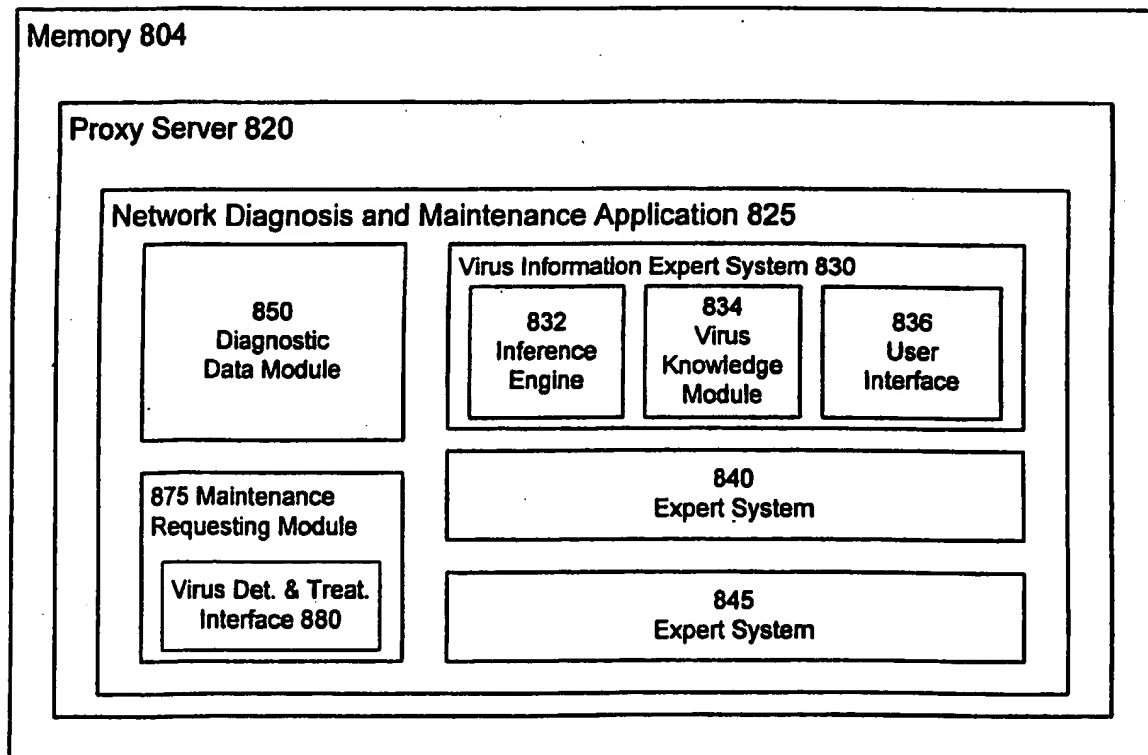 Memory 804
Proxy Server 820
Network Diagnosis and Maintenance Application 825
850
Diagnostic
Data Module
Virus Information Expert System 830
832
Inference
Engine
834
Virus
Knowledge
Module
836
User
Interface
875 Maintenance
Requesting Module
Virus Det. & Treat.
Interface 880
840
Expert System
845
Expert System